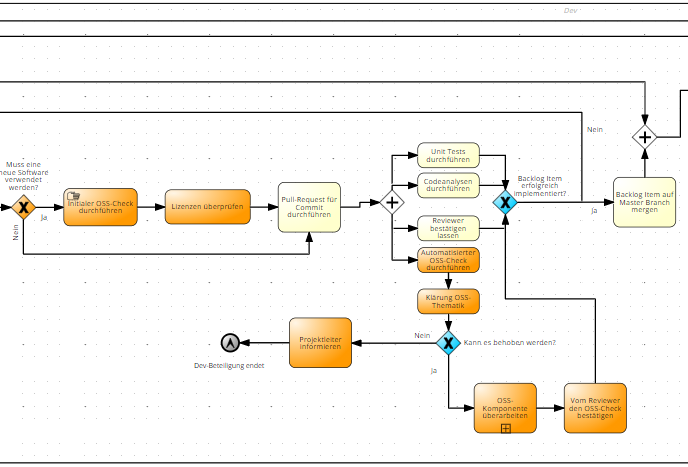 Dev
Nein
Muss eine
neue Software
verwendet
werden?
Ja
Nein
Initialer OSS-Check
durchführen
Lizenzen überprüfen
Pull-Request für
Commit
durchführen
Unit Tests
durchführen
Codeanalysen
durchführen
Reviewer
bestätigen
lassen
Automatisierter
OSS-Check
durchführen
Backlog Item
erfolgreich
implementiert?
Ja
Backlog Item auf
Master Branch
mergen
Klärung OSS-
Thematik
Nein
Kann es behoben werden?
Ja
Projektleiter
informieren
Dev-Beteiligung endet
OSS-
Komponente
überarbeiten
Vom Reviewer
den OSS-Check
bestätigen